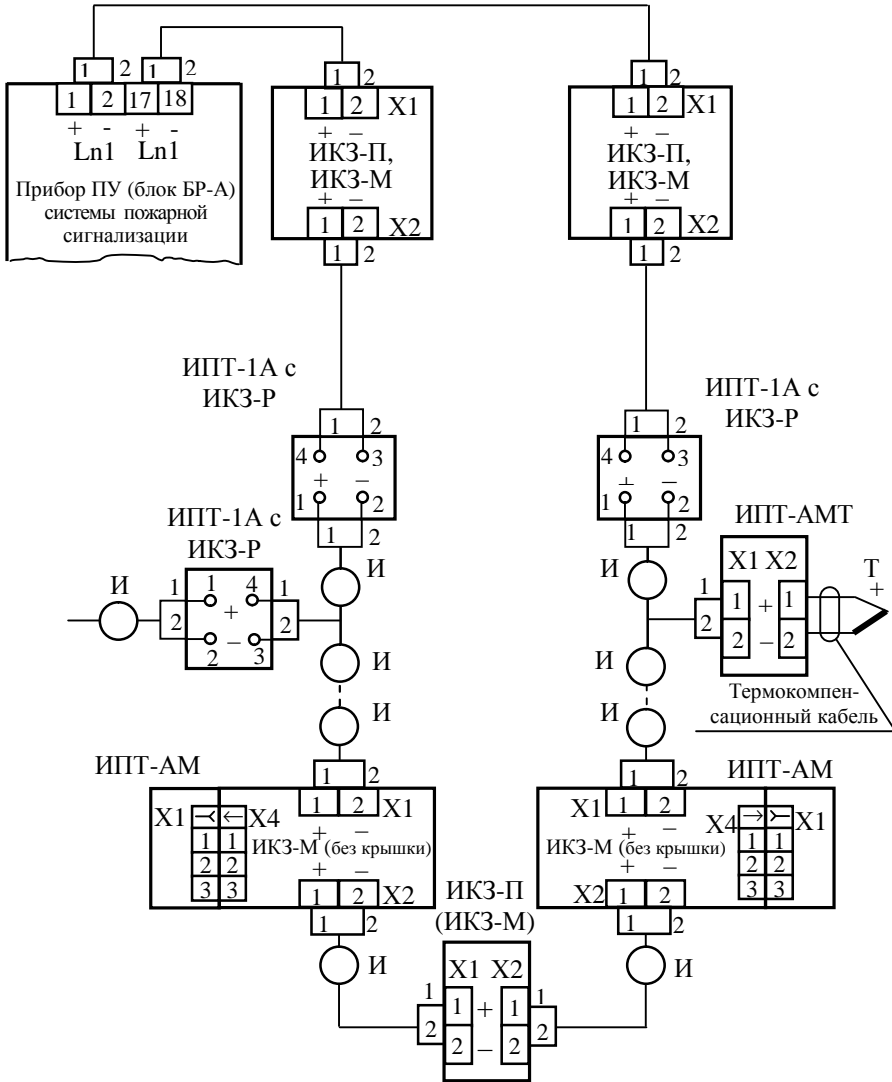 1 2 1 2
1 2 17 18
+ - + -
Ln1 Ln1
Прибор ПУ (блок БР-А)
системы пожарной
сигнализации
1 2
1 2 X1
+ –
ИКЗ-П,
ИКЗ-М
+ –
1 2 X2
1 2
1 2
1 2 X1
+ –
ИКЗ-П,
ИКЗ-М
+ –
1 2 X2
1 2
ИПТ-1А с
ИКЗ-Р
1 2
4 3
+ –
1 2
1 2
И
ИПТ-1А с
ИКЗ-Р
1 2
4 3
+ –
1 2
1 2
И
ИПТ-1А с
ИКЗ-Р
И
1 1 4 1
+
2 – 2
2 3
ИПТ-АМТ
X1 X2
1 1 + 1
2 2 – 2
Т
+
Термокомпен-
сационный кабель
И
И
И
И
ИПТ-АМ
1 2
1 2 X1
X1 X4
+ –
1 1
ИКЗ-М (без крышки)
2 2
+ –
3 3
1 2 X2
1 2
И
ИПТ-АМ
1 2
X1 1 2
X4 X1
+ –
1 1
ИКЗ-М (без крышки)
2 2
+ –
3 3
X2 1 2
1 2
И
ИКЗ-П
(ИКЗ-М)
X1 X2
1 1 + 1 1
2 2 – 2 2